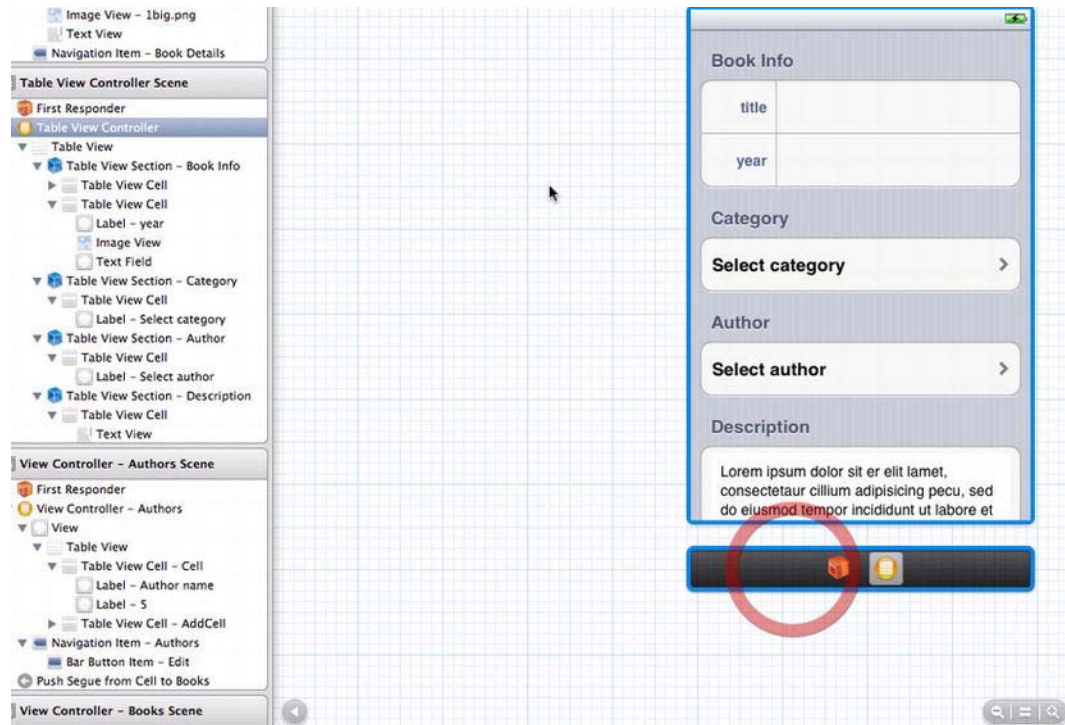 Image View – 1big.png
Text View
Navigation Item – Book Details
Table View Controller Scene
First Responder
Table View Controller
Table View
Table View Section – Book Info
Table View Cell
Table View Cell
Label – year
Image View
Text Field
Table View Section – Category
Table View Cell
Label – Select category
Table View Section – Author
Table View Cell
Label – Select author
Table View Section – Description
Table View Cell
Text View
View Controller – Authors Scene
First Responder
View Controller – Authors
View
Table View
Table View Cell – Cell
Label – Author name
Label – 5
Table View Cell – AddCell
Navigation Item – Authors
Bar Button Item – Edit
Push Segue from Cell to Books
View Controller – Books Scene
Book Info
title
year
Category
Select category
Author
Select author
Description
Lorem ipsum dolor sit er elit lamet,
consectetaur cillium adipisicing pecu, sed
do eiusmod tempor incididunt ut labore et